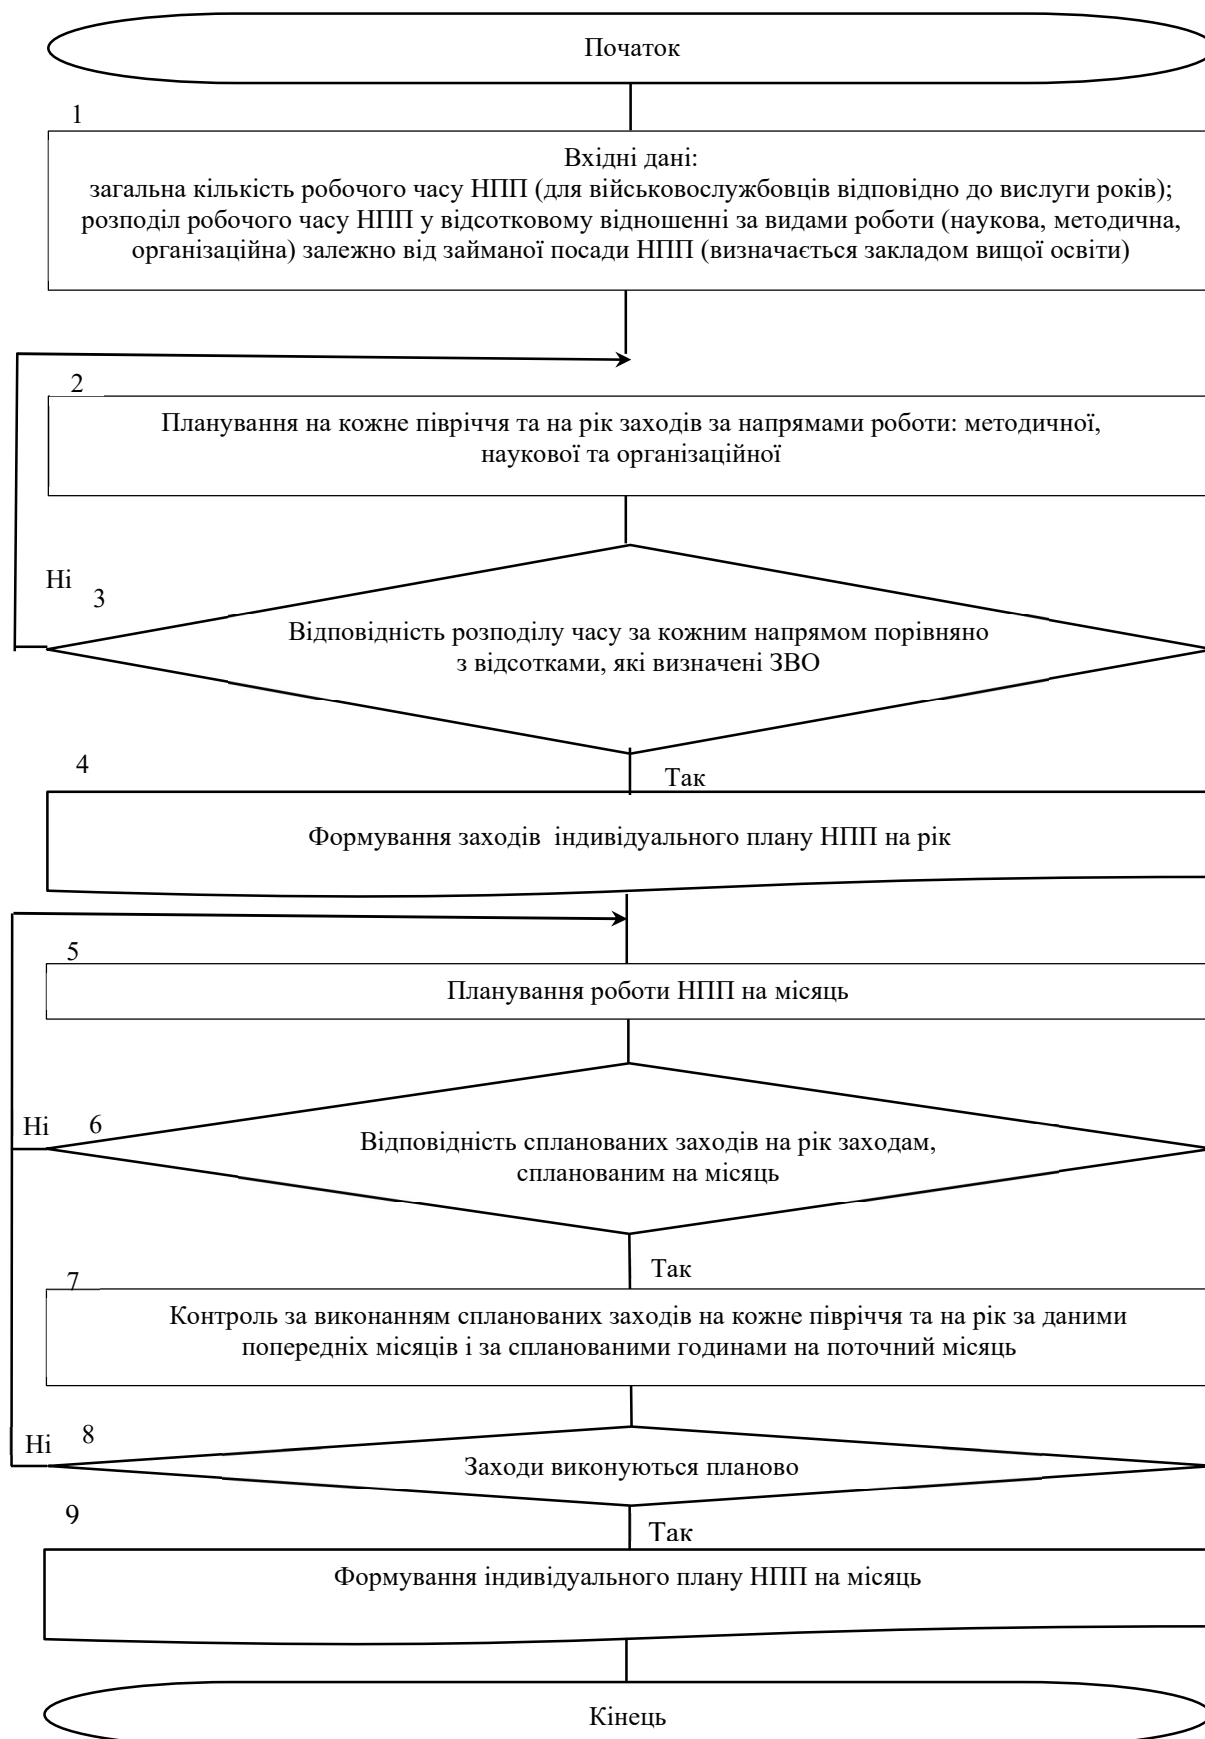 Початок
1
Вхідні дані:
загальна кількість робочого часу НПП (для військовослужбовців відповідно до вислуги років);
розподіл робочого часу НПП у відсотковому відношенні за видами роботи (наукова, методична,
організаційна) залежно від займаної посади НПП (визначається закладом вищої освіти)
2
Планування на кожне півріччя та на рік заходів за напрямами роботи: методичної,
наукової та організаційної
Ні
3
Відповідність розподілу часу за кожним напрямом порівняно
з відсотками, які визначені ЗВО
4
Так
Формування заходів  індивідуального плану НПП на рік
5
Планування роботи НПП на місяць
Ні
6
Відповідність спланованих заходів на рік заходам,
спланованим на місяць
Так
7
Контроль за виконанням спланованих заходів на кожне півріччя та на рік за даними
попередніх місяців і за спланованими годинами на поточний місяць
Ні
8
Заходи виконуються планово
9
Так
Формування індивідуального плану НПП на місяць
Кінець